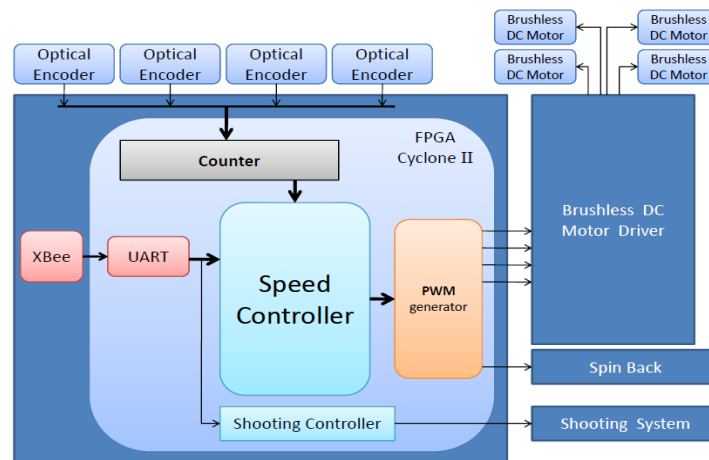 Optical
Encoder
Optical
Encoder
Optical
Encoder
Optical
Encoder
Brushless
DC Motor
Brushless
DC Motor
Brushless
DC Motor
Brushless
DC Motor
FPGA
Cyclone II
Counter
XBee
UART
Speed
Controller
PWM
generator
Brushless DC
Motor Driver
Spin Back
Shooting Controller
Shooting System